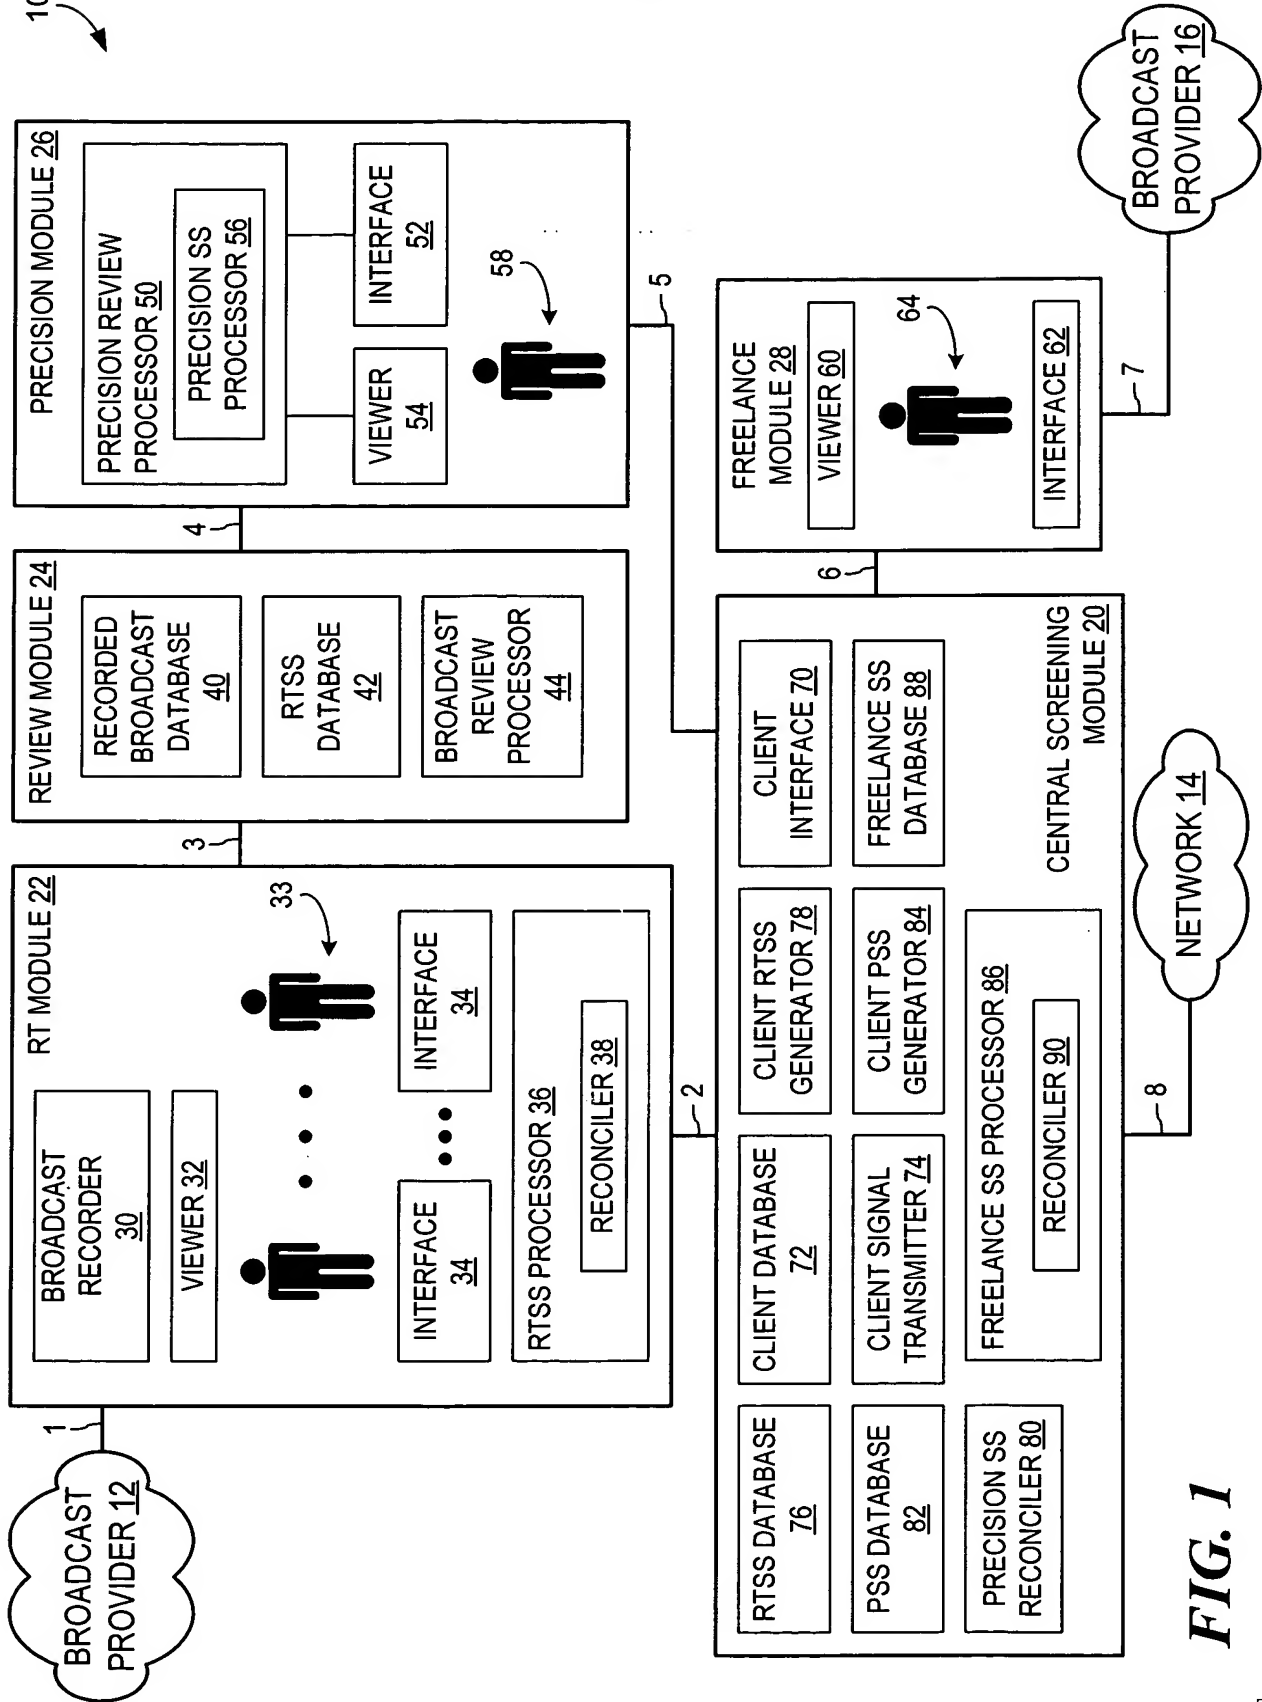 10
BROADCAST
PROVIDER 12
1
RT MODULE 22
BROADCAST
RECORDER
30
VIEWER 32
33
INTERFACE
34
INTERFACE
34
RTSS PROCESSOR 36
RECONCILER 38
3
REVIEW MODULE 24
RECORDED
BROADCAST
DATABASE
40
RTSS
DATABASE
42
BROADCAST
REVIEW
PROCESSOR
44
4
PRECISION MODULE 26
PRECISION REVIEW
PROCESSOR 50
PRECISION SS
PROCESSOR 56
VIEWER
54
INTERFACE
52
58
2
5
RTSS DATABASE
76
CLIENT DATABASE
72
CLIENT RTSS
GENERATOR 78
CLIENT
INTERFACE 70
PSS DATABASE
82
CLIENT SIGNAL
TRANSMITTER 74
CLIENT PSS
GENERATOR 84
FREELANCE SS
DATABASE 88
PRECISION SS
RECONCILER 80
FREELANCE SS PROCESSOR 86
RECONCILER 90
CENTRAL SCREENING
MODULE 20
6
FREELANCE
MODULE 28
VIEWER 60
64
INTERFACE 62
7
BROADCAST
PROVIDER 16
8
NETWORK 14
FIG. 1